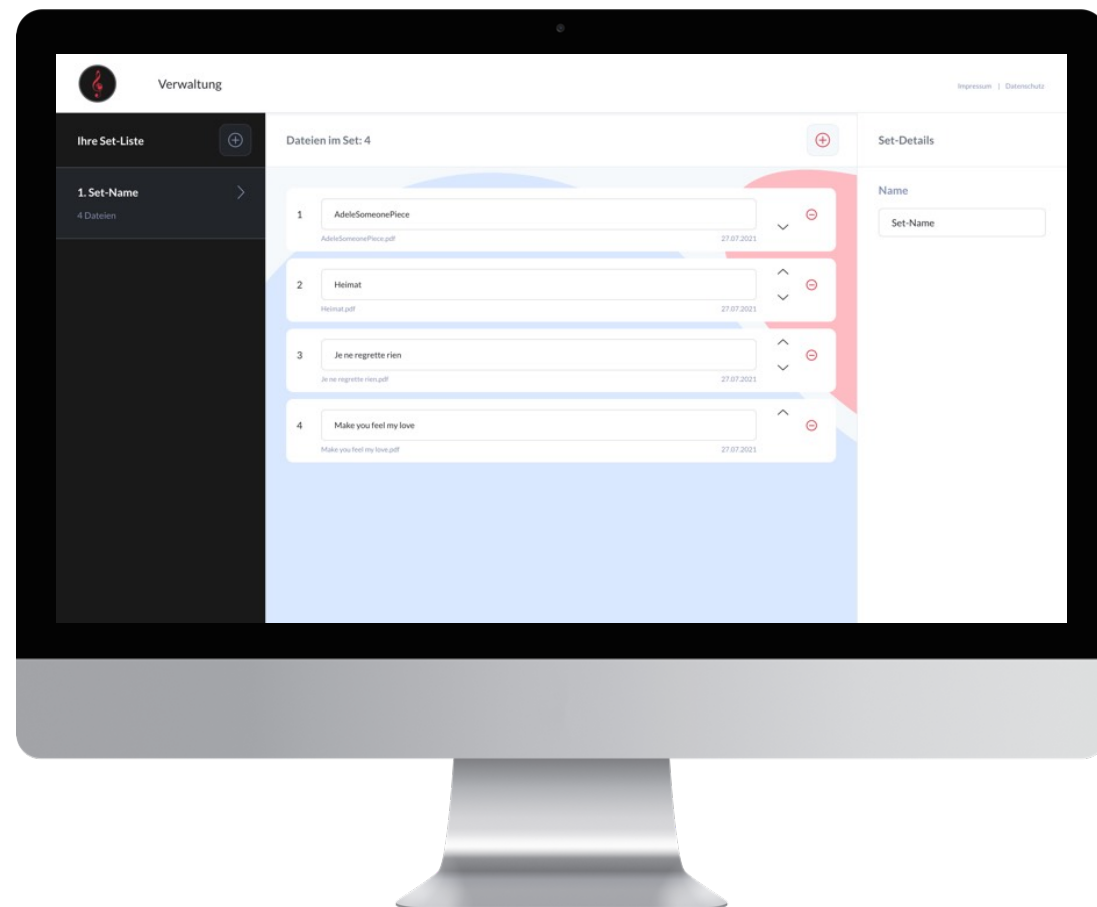 Verwaltung
Impressum | Datenschutz
Ihre Set-Liste
Dateien im Set: 4
Set-Details
1. Set-Name
4 Dateien
1
AdeleSomeonePiece
AdeleSomeonePiece.pdf
27.07.2021
2
Heimat
Heimat.pdf
27.07.2021
3
Je ne regrette rien
Je ne regrette rien.pdf
27.07.2021
4
Make you feel my love
Make you feel my love.pdf
27.07.2021
Name
Set-Name